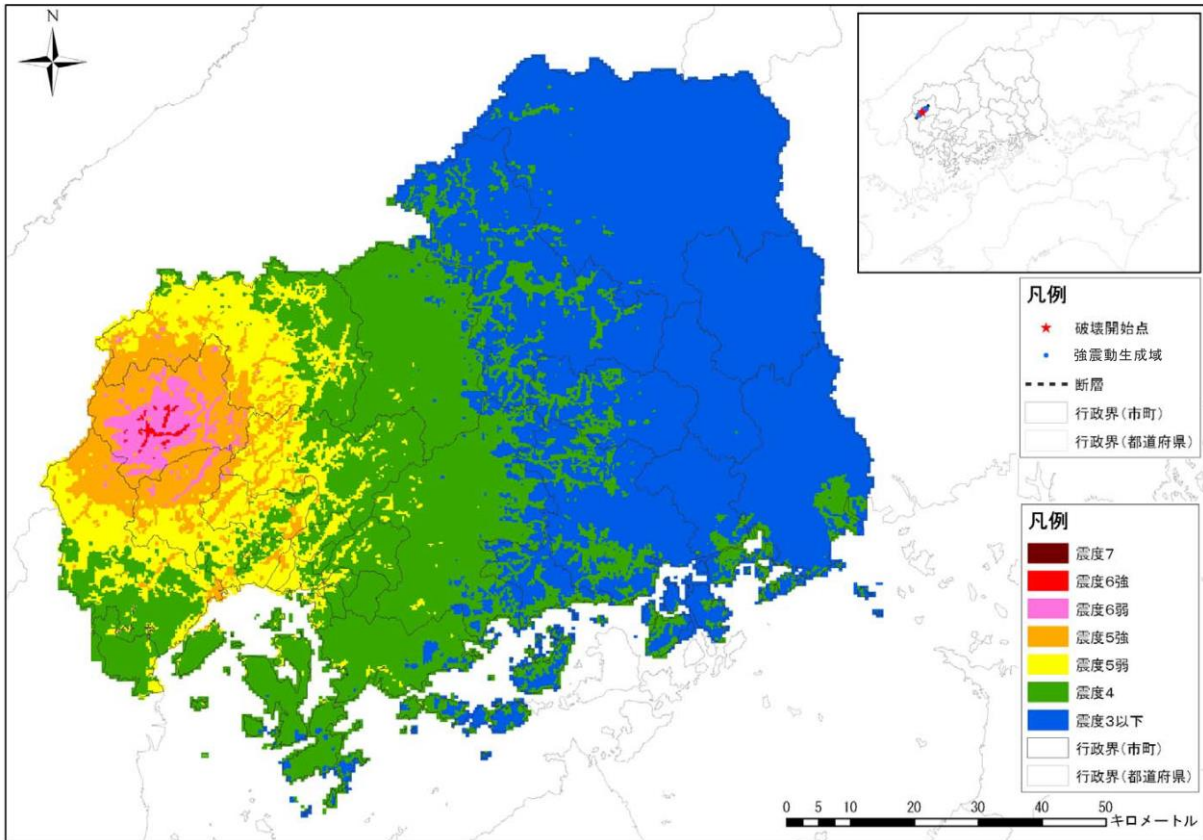 N
凡例
破壊開始点
強震動生成域
断層
行政界(市町)
行政界(都道府県)
凡例
震度7
震度6強
震度6弱
震度5強
震度5弱
震度4
震度3以下
行政界(市町)
行政界(都道府県)
0 5 10 20 30 40 50
キロメートル